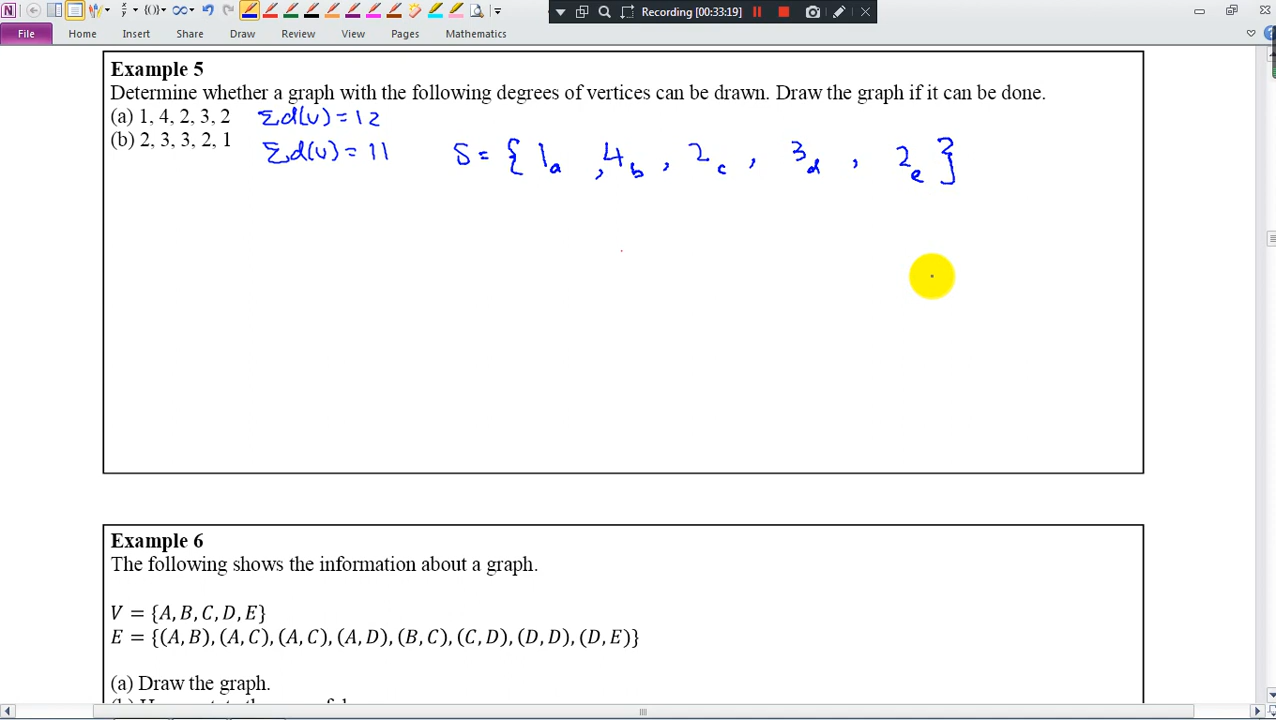 Recording [00:33:19]
File Home Insert Share Draw Review View Pages Mathematics
Example 5
Determine whether a graph with the following degrees of vertices can be drawn. Draw the graph if it can be done.
(a) 1, 4, 2, 3, 2 Σd(v) = 12
(b) 2, 3, 3, 2, 1 Σd(v) = 11
S = { 1a , 4b , 2c , 3d , 2e }
Example 6
The following shows the information about a graph.
V = {A, B, C, D, E}
E = {(A, B), (A, C), (A, C), (A, D), (B, C), (C, D), (D, D), (D, E)}
(a) Draw the graph.